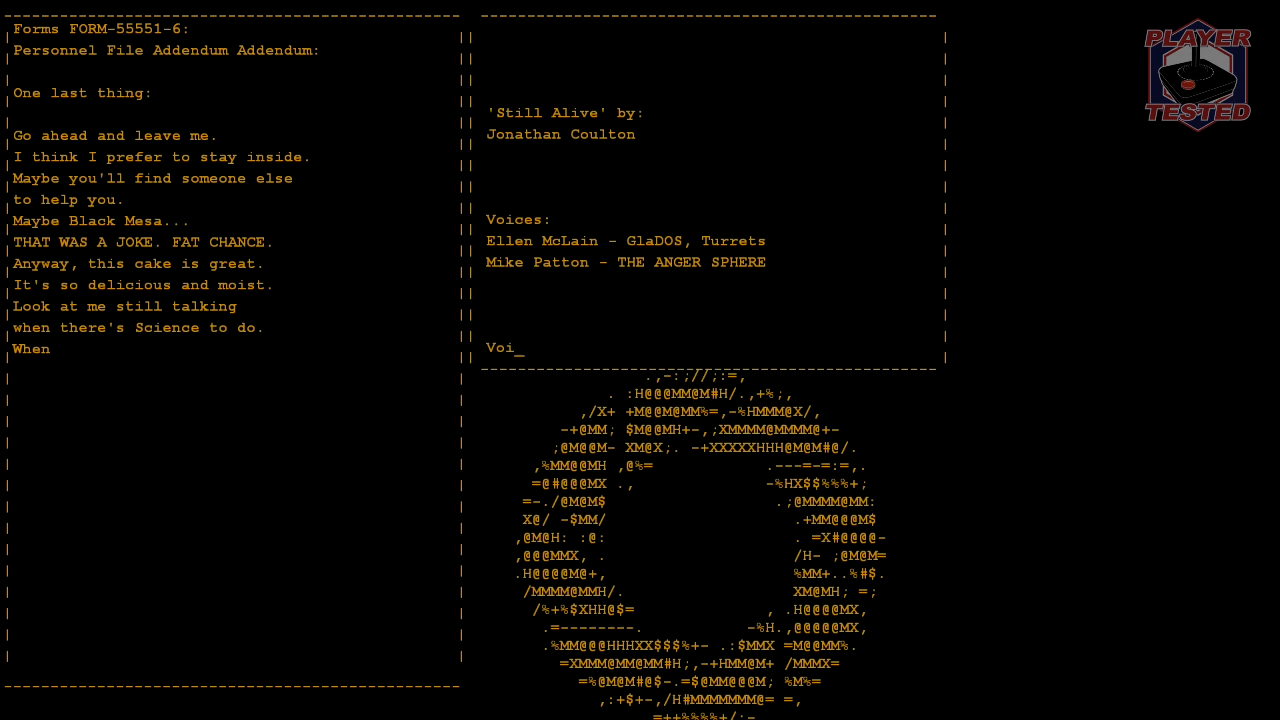 Forms FORM-55551-6:
Personnel File Addendum Addendum:
One last thing:
Go ahead and leave me.
I think I prefer to stay inside.
Maybe you'll find someone else
to help you.
Maybe Black Mesa...
THAT WAS A JOKE. FAT CHANCE.
Anyway, this cake is great.
It's so delicious and moist.
Look at me still talking
when there's Science to do.
When
'Still Alive' by:
Jonathan Coulton
Voices:
Ellen McLain - GlaDOS, Turrets
Mike Patton - THE ANGER SPHERE
Voi_
PLAYER
TESTED